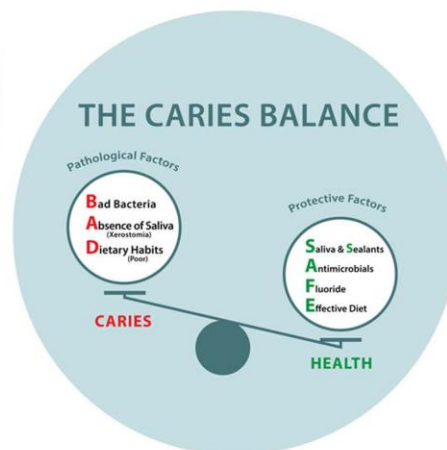 THE CARIES BALANCE
Pathological Factors
Bad Bacteria
Absence of Saliva
(Xerostomia)
Dietary Habits
(Poor)
CARIES
Protective Factors
Saliva & Sealants
Antimicrobials
Fluoride
Effective Diet
HEALTH